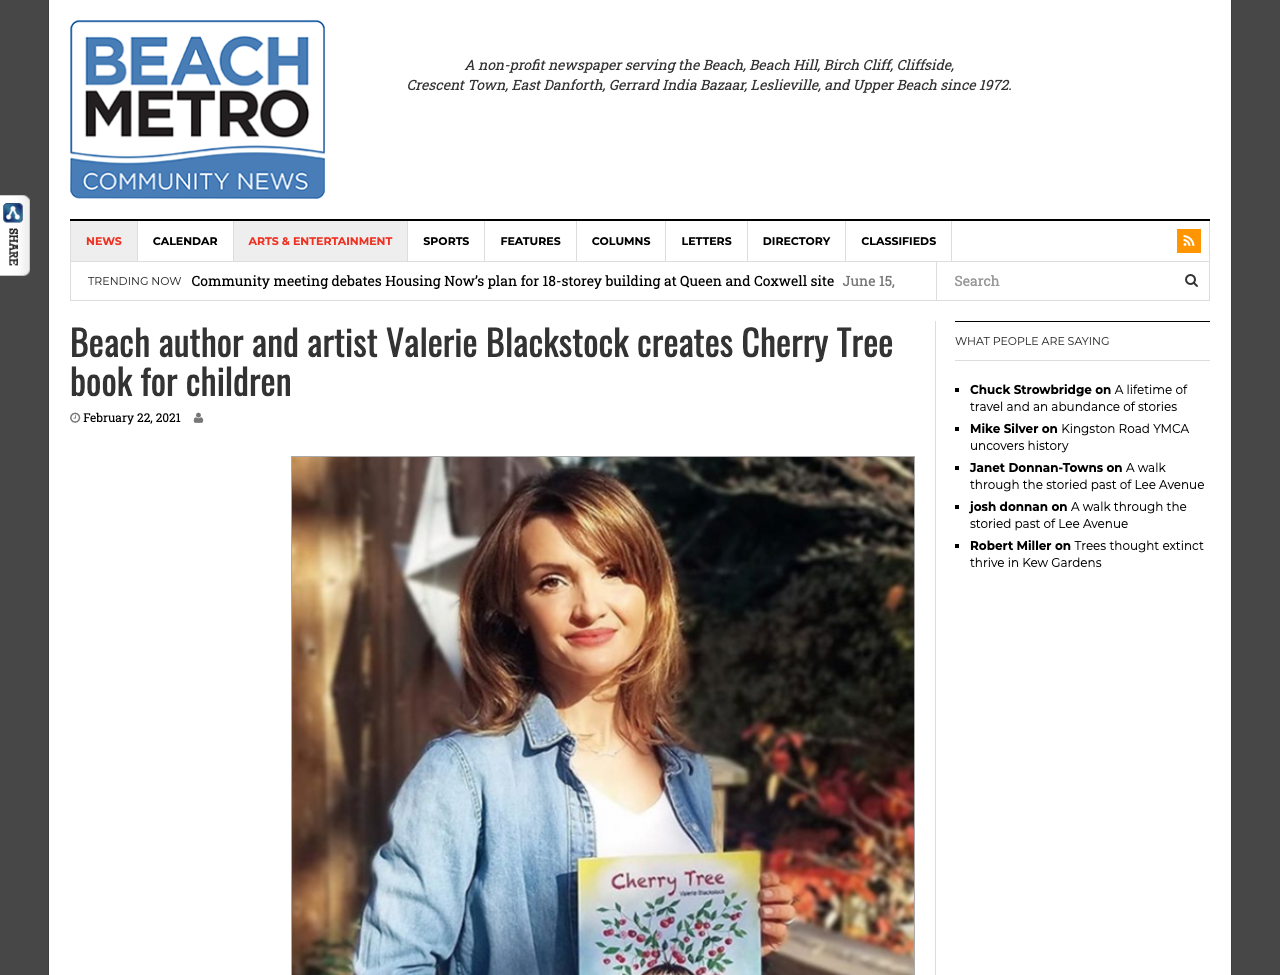 BEACH
METRO
COMMUNITY NEWS
A non-profit newspaper serving the Beach, Beach Hill, Birch Cliff, Cliffside,
Crescent Town, East Danforth, Gerrard India Bazaar, Leslieville, and Upper Beach since 1972.
SHARE
NEWS CALENDAR ARTS & ENTERTAINMENT SPORTS FEATURES COLUMNS LETTERS DIRECTORY CLASSIFIEDS
TRENDING NOW Community meeting debates Housing Now’s plan for 18-storey building at Queen and Coxwell site June 15, Search
Beach author and artist Valerie Blackstock creates Cherry Tree
book for children
February 22, 2021
WHAT PEOPLE ARE SAYING
Chuck Strowbridge on A lifetime of
travel and an abundance of stories
Mike Silver on Kingston Road YMCA
uncovers history
Janet Donnan-Towns on A walk
through the storied past of Lee Avenue
josh donnan on A walk through the
storied past of Lee Avenue
Robert Miller on Trees thought extinct
thrive in Kew Gardens
Cherry Tree
Valerie Blackstock